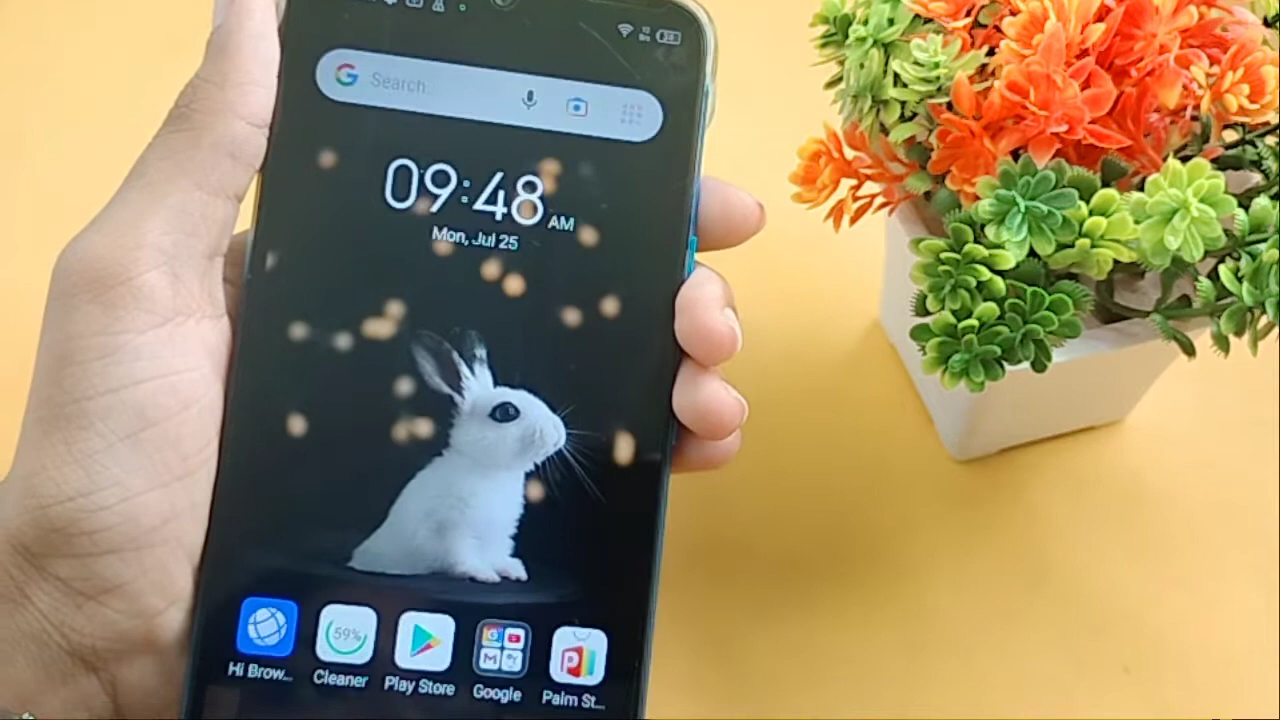 Search
09:48 AM
Mon, Jul 25
59%
Hi Brow...
Cleaner
Play Store
Google
Palm St...